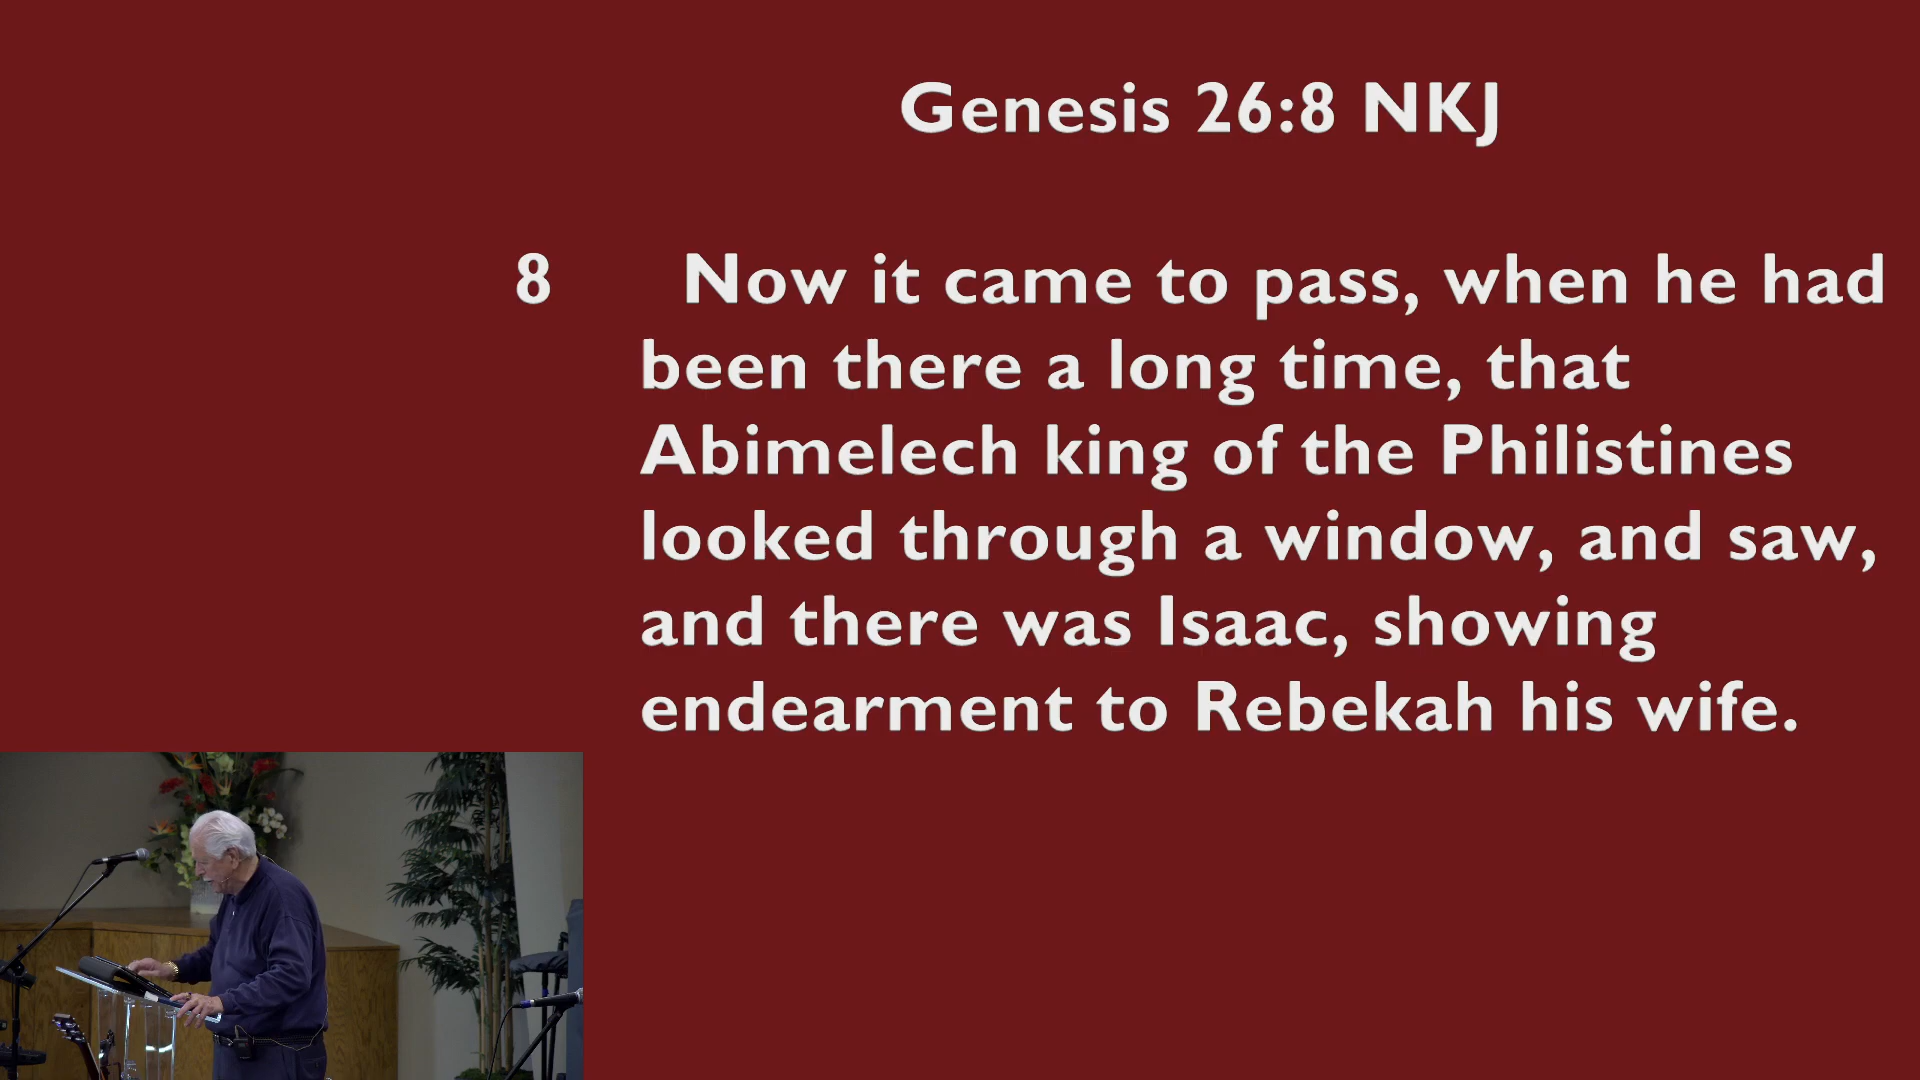 Genesis 26:8 NKJ
8 Now it came to pass, when he had
been there a long time, that
Abimelech king of the Philistines
looked through a window, and saw,
and there was Isaac, showing
endearment to Rebekah his wife.